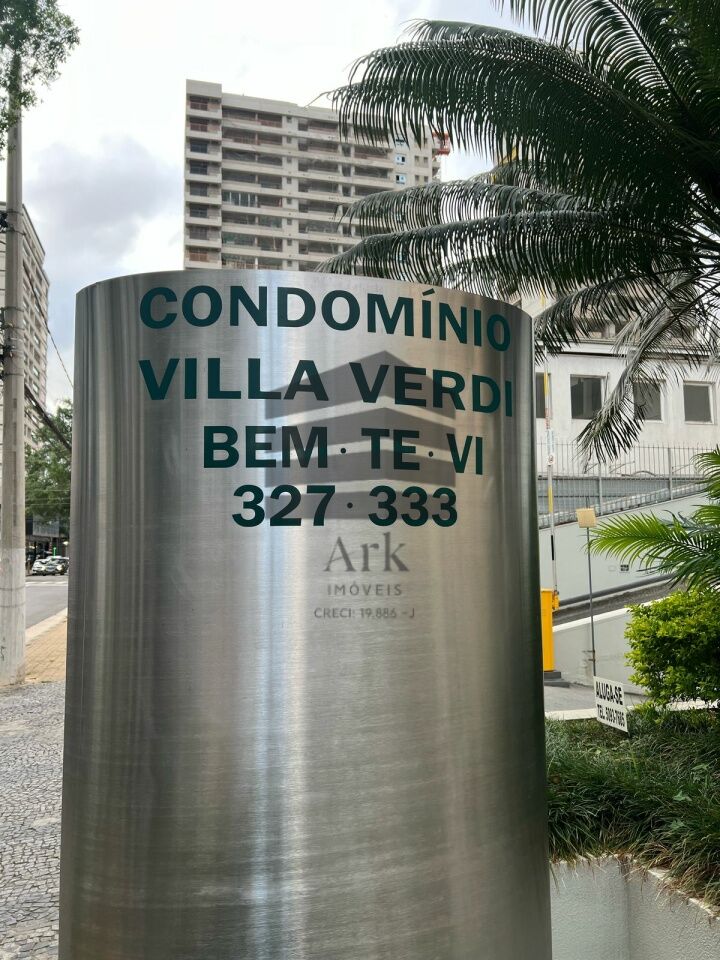 CONDOMÍNIO
VILLA VERDI
BEM·TE·VI
327·333
Ark
IMÓVEIS
CRECI: 19.886 -J
ALUGA-SE